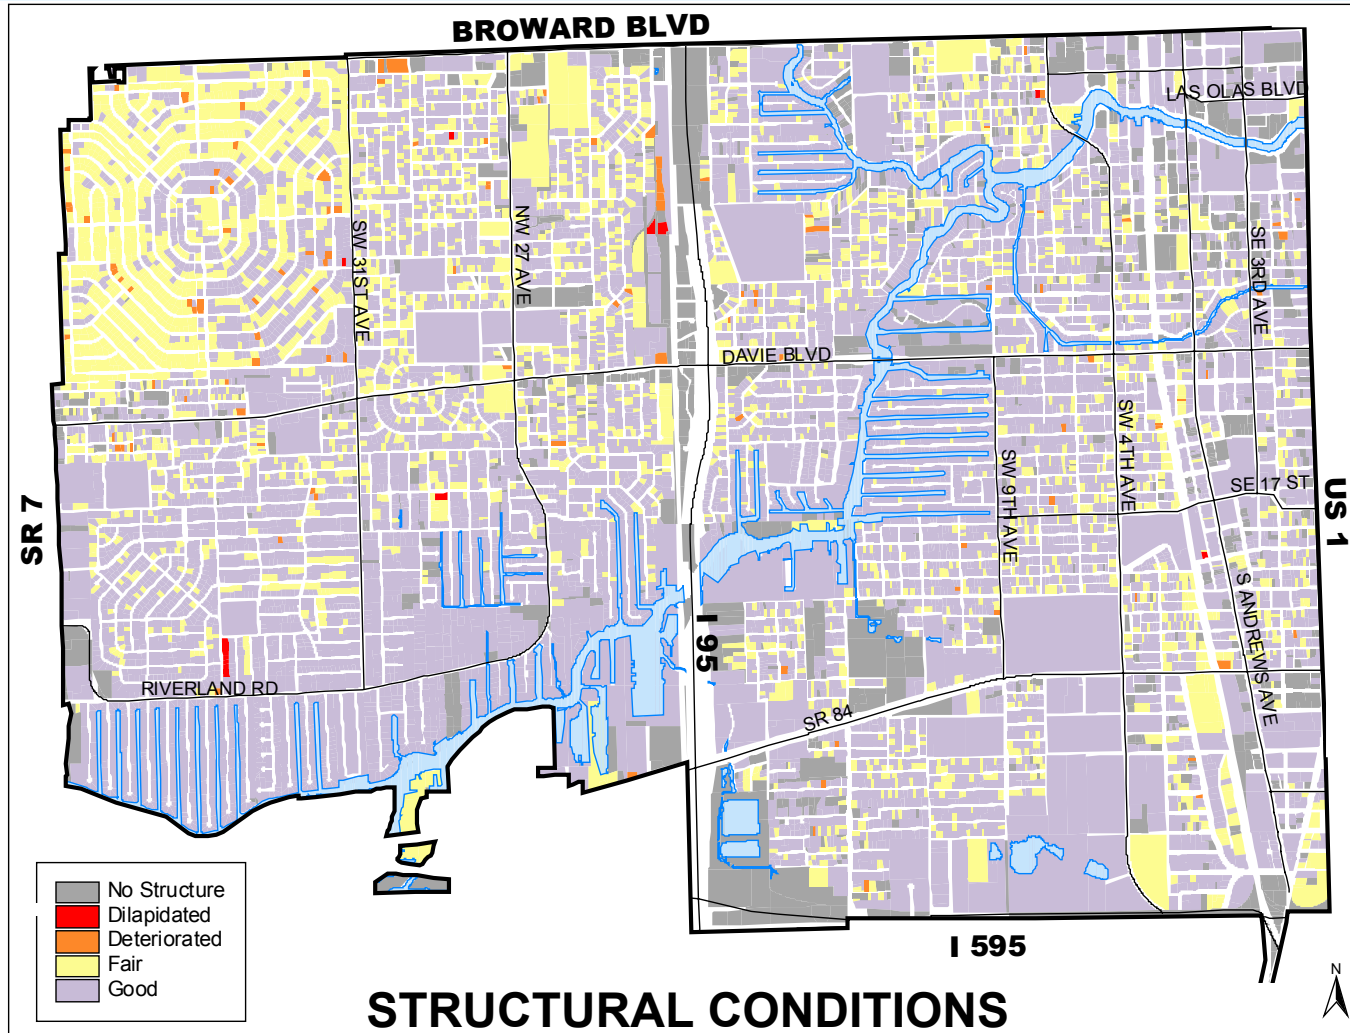 BROWARD BLVD
LAS OLAS BLVD
SW 31ST AVE
NW 27 AVE
SE 3RD AVE
DAVIE BLVD
SW 9TH AVE
SW 4TH AVE
SE 17 ST
SR 7
US 1
S ANDREWS AVE
I 95
RIVERLAND RD
SR 84
No Structure
Dilapidated
Deteriorated
Fair
Good
I 595
N
STRUCTURAL CONDITIONS